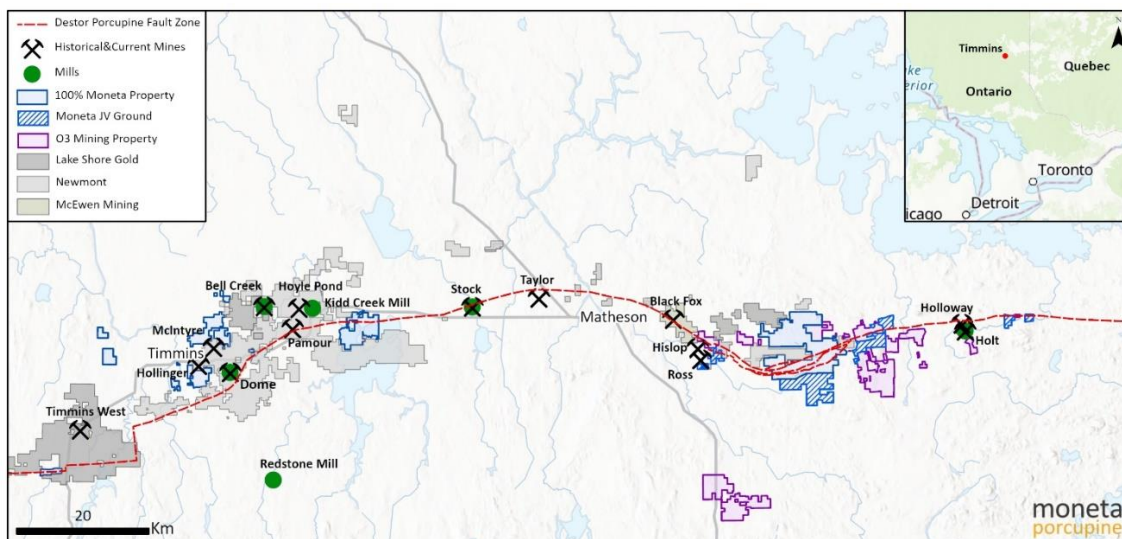 Destor Porcupine Fault Zone
Historical&Current Mines
Mills
100% Moneta Property
Moneta JV Ground
O3 Mining Property
Lake Shore Gold
Newmont
McEwen Mining
Timmins
Quebec
Ontario
erior
Toronto
Detroit
icago
Bell Creek
Hoyle Pond
Kidd Creek Mill
Stock
Taylor
Matheson
Black Fox
Holloway
McIntyre
Pamour
Timmins
Hislop
Holt
Hollinger
Dome
Ross
Timmins West
Redstone Mill
20
Km
moneta
porcupine